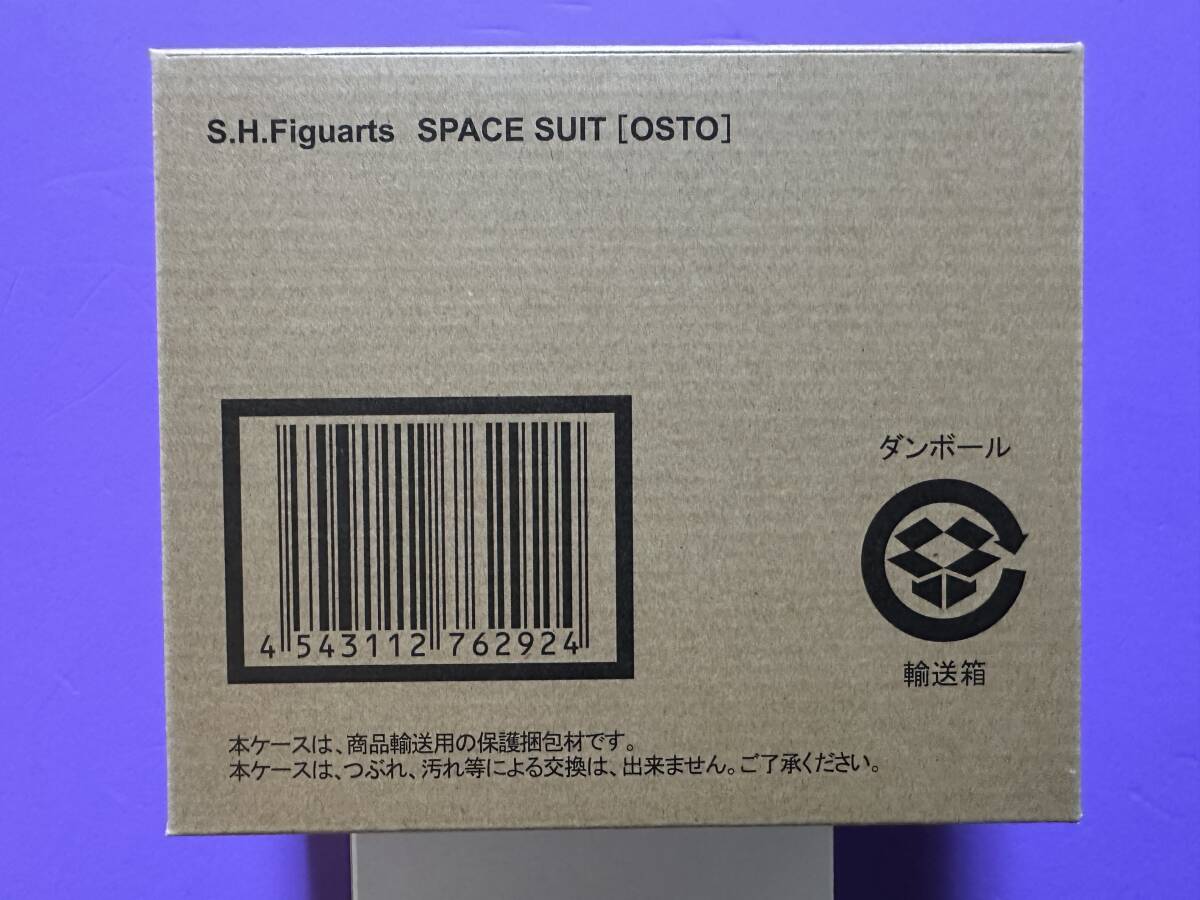 S.H.Figuarts SPACE SUIT [OSTO]
ダンボール
4 543112 762924
輸送箱
本ケースは、商品輸送用の保護捆包材です。
本ケースは、つぶれ、汚れ等による交換は、出来ません。ご了承ください。